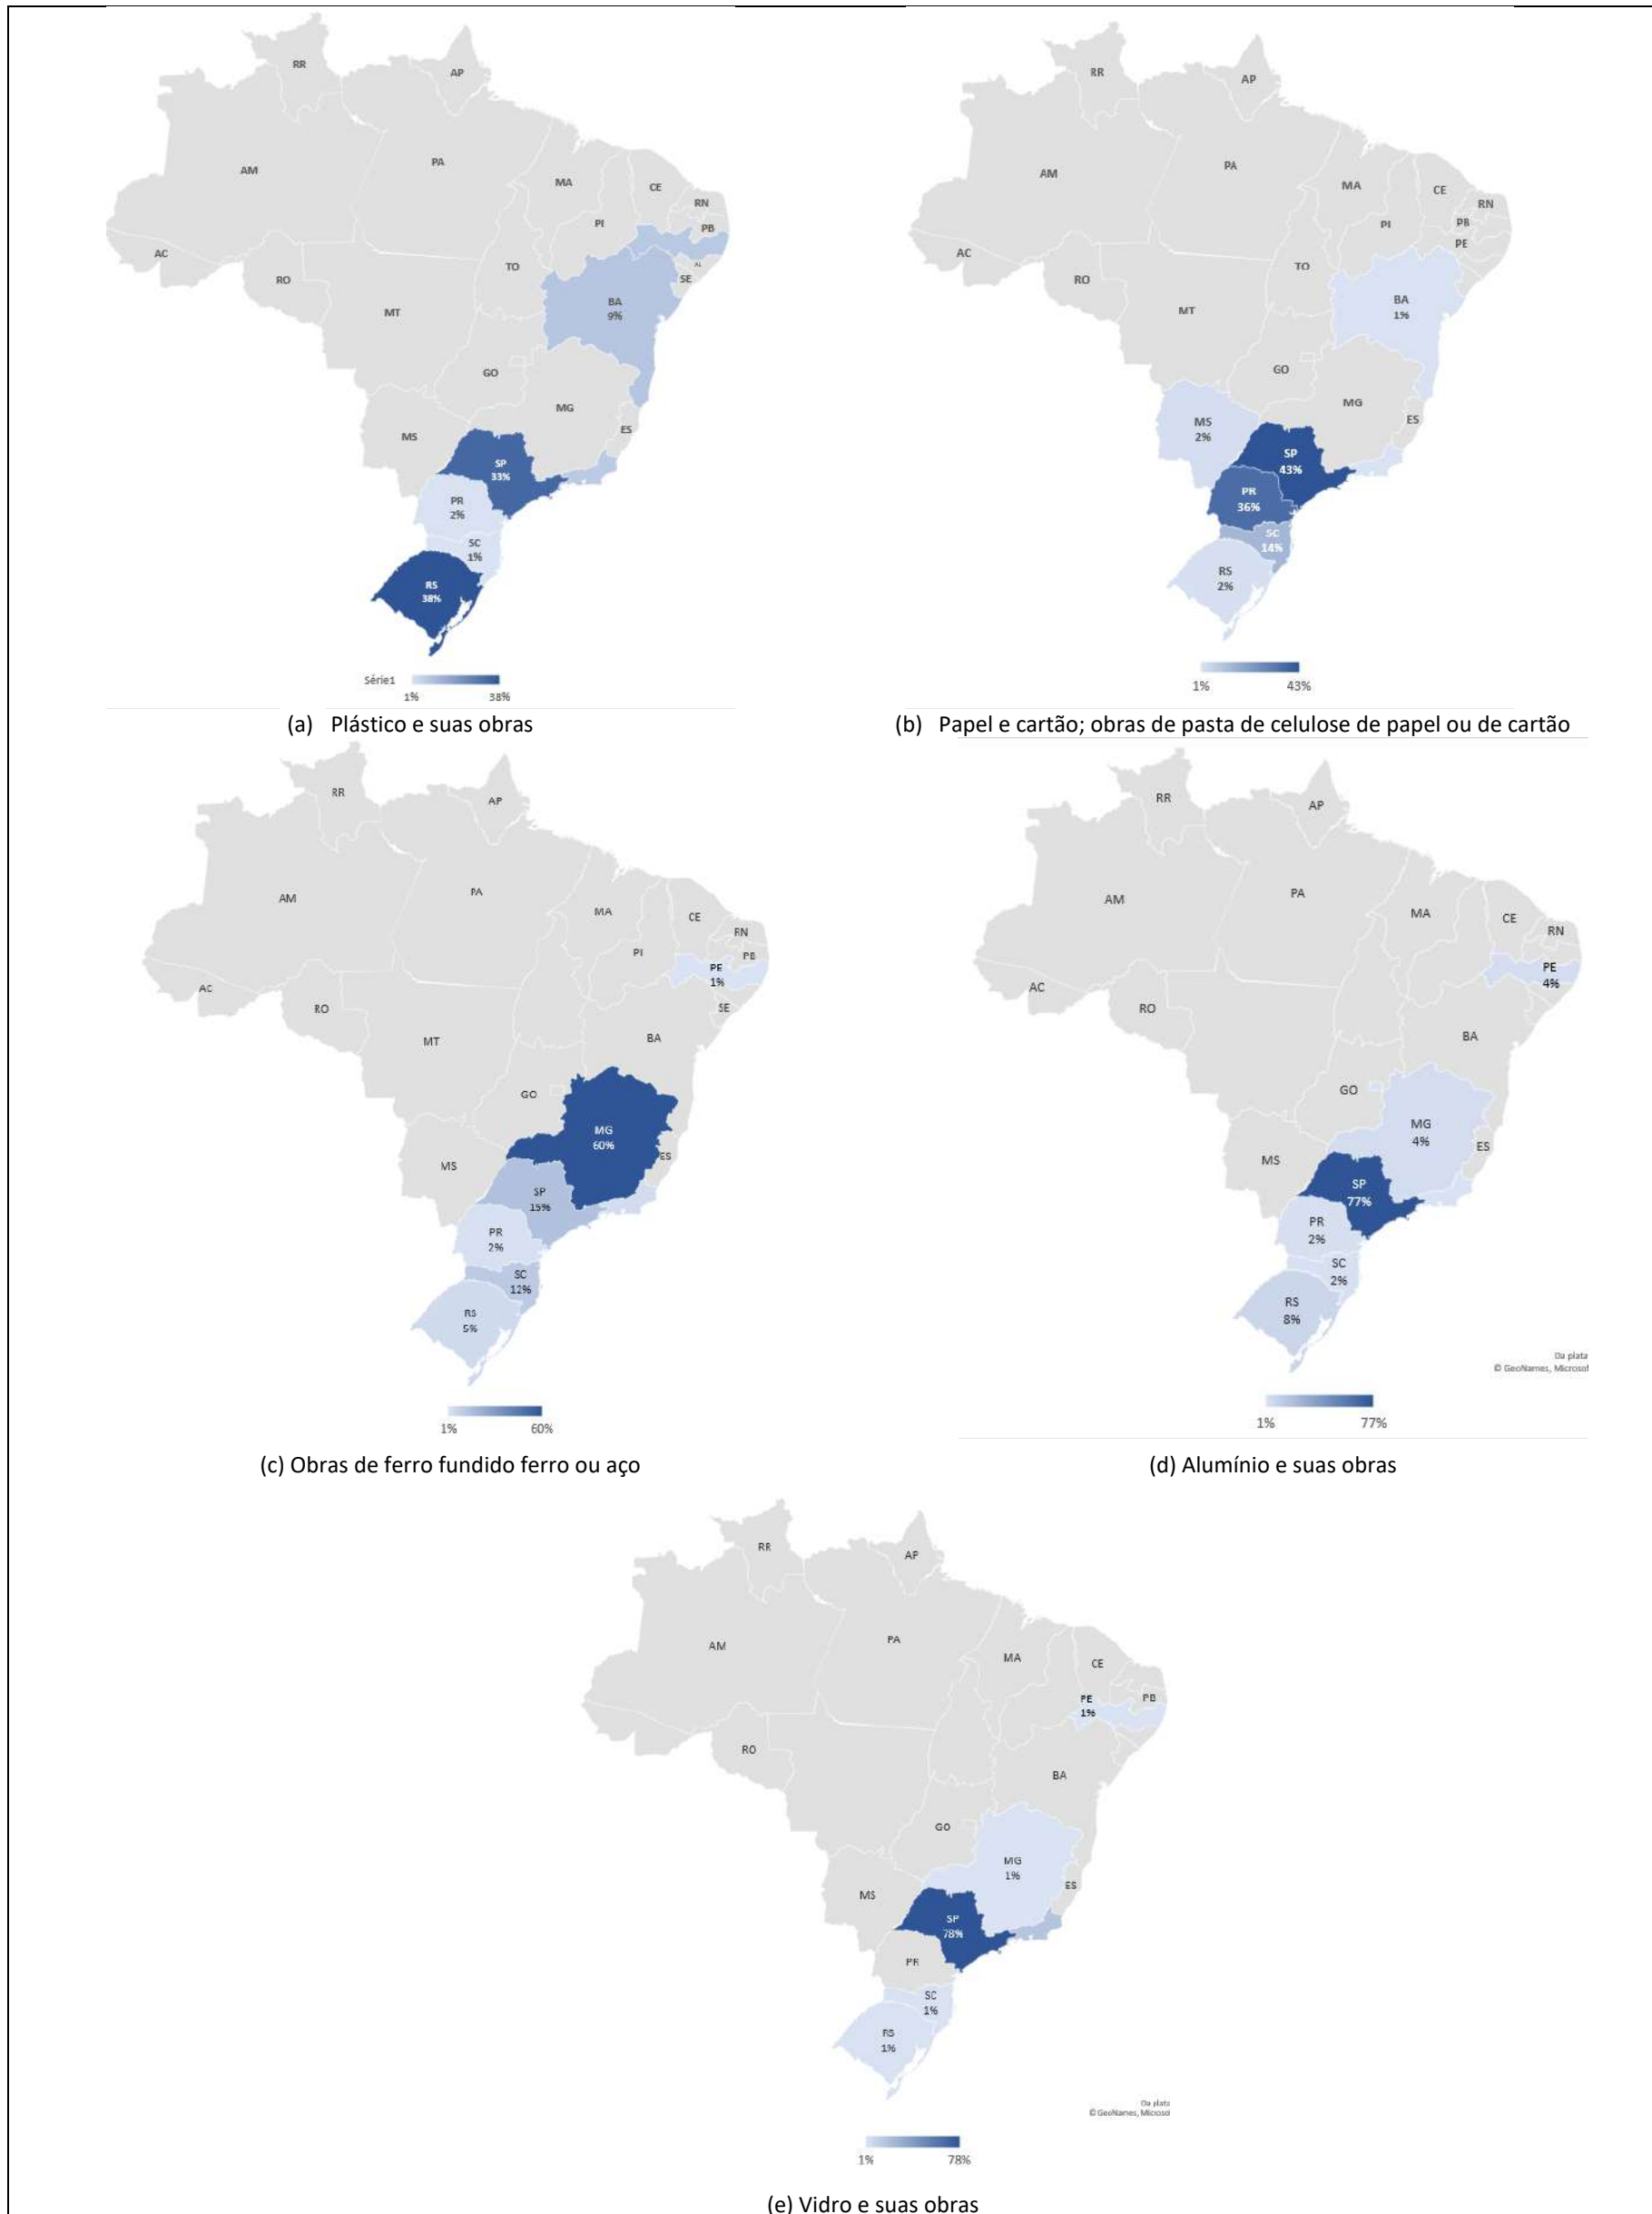 RR
AP
AM
PA
MA
CE
RN
PI
PB
AC
TO
AL
SE
RO
BA
9%
MT
GO
MG
ES
MS
SP
33%
PR
2%
SC
1%
RS
38%
Série1
1% 38%
(a) Plástico e suas obras
RR
AP
AM
PA
MA
CE
RN
PI
PB
PE
AC
TO
RO
BA
1%
MT
GO
MG
ES
MS
2%
SP
43%
PR
36%
SC
14%
RS
2%
1% 43%
(b) Papel e cartão; obras de pasta de celulose de papel ou de cartão
RR
AP
AM
PA
MA
CE
RN
PI
PB
PE
1%
AC
RO
SE
BA
MT
GO
MG
60%
ES
MS
SP
15%
PR
2%
SC
12%
RS
5%
1% 60%
(c) Obras de ferro fundido ferro ou aço
RR
AP
AM
PA
MA
CE
RN
PE
4%
AC
RO
BA
GO
MG
4%
ES
MS
SP
77%
PR
2%
SC
2%
RS
8%
Da plata
© GeoNames, Microsof
1% 77%
(d) Alumínio e suas obras
RR
AP
AM
PA
MA
CE
PE
1%
PB
RO
BA
GO
MG
1%
ES
MS
SP
78%
PR
SC
1%
RS
1%
Da plata
© GeoNames, Microsof
1% 78%
(e) Vidro e suas obras